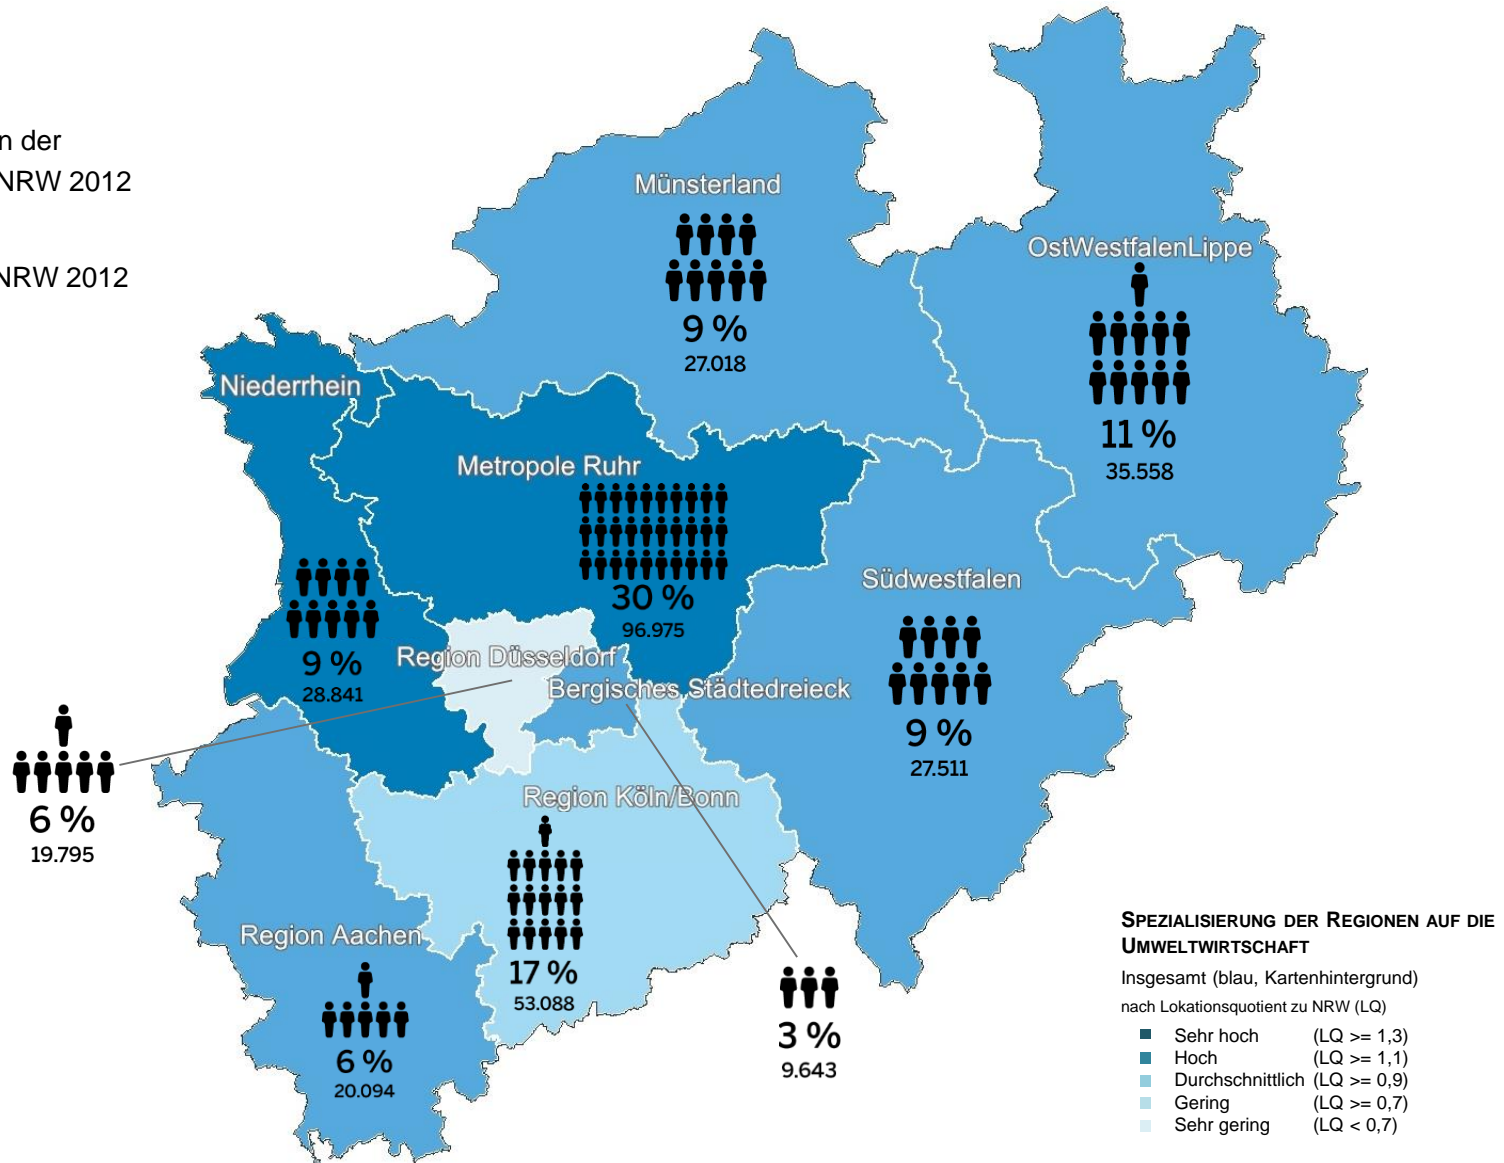 n der
NRW 2012
NRW 2012
Münsterland
9 %
27.018
OstWestfalenLippe
11 %
35.558
Niederrhein
9 %
28.841
Metropole Ruhr
30 %
96.975
Südwestfalen
9 %
27.511
Region Düsseldorf
6 %
19.795
Bergisches Städtedreieck
3 %
9.643
Region Köln/Bonn
17 %
53.088
Region Aachen
6 %
20.094
SPEZIALISIERUNG DER REGIONEN AUF DIE
UMWELTWIRTSCHAFT
Insgesamt (blau, Kartenhintergrund)
nach Lokationsquotient zu NRW (LQ)
Sehr hoch (LQ >= 1,3)
Hoch (LQ >= 1,1)
Durchschnittlich (LQ >= 0,9)
Gering (LQ >= 0,7)
Sehr gering (LQ < 0,7)